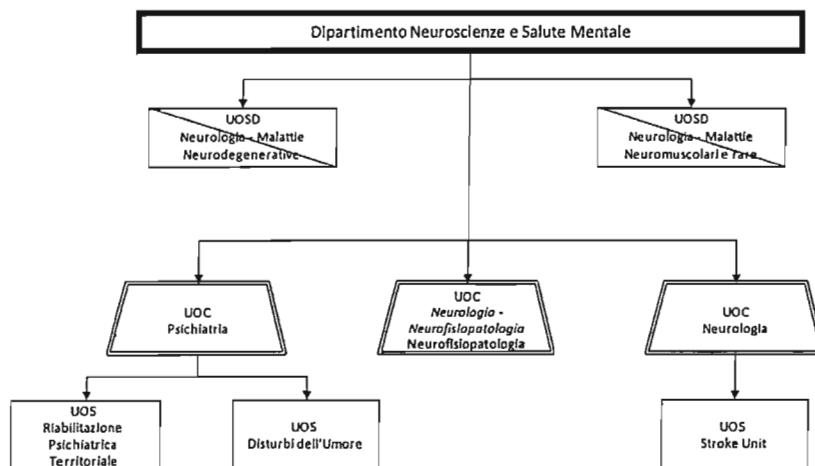 Dipartimento Neuroscienze e Salute Mentale
UOSD
Neurologia - Malattie
Neurodegenerative
UOSD
Neurologia - Malattie
Neuromuscolari e rare
UOC
Psichiatria
UOC
Neurologia -
Neurofisiopatologia
Neurofisiopatologia
UOC
Neurologia
UOS
Riabilitazione
Psichiatrica
Territoriale
UOS
Disturbi dell'Umore
UOS
Stroke Unit